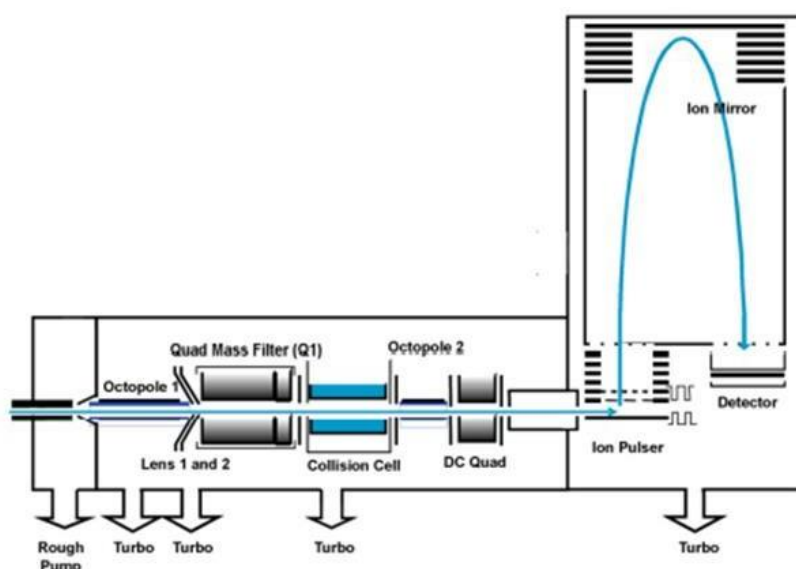 Ion Mirror
Quad Mass Filter (Q1)
Octopole 2
Octopole 1
Detector
Lens 1 and 2
Collision Cell
DC Quad
Ion Pulser
Rough
Pump
Turbo
Turbo
Turbo
Turbo